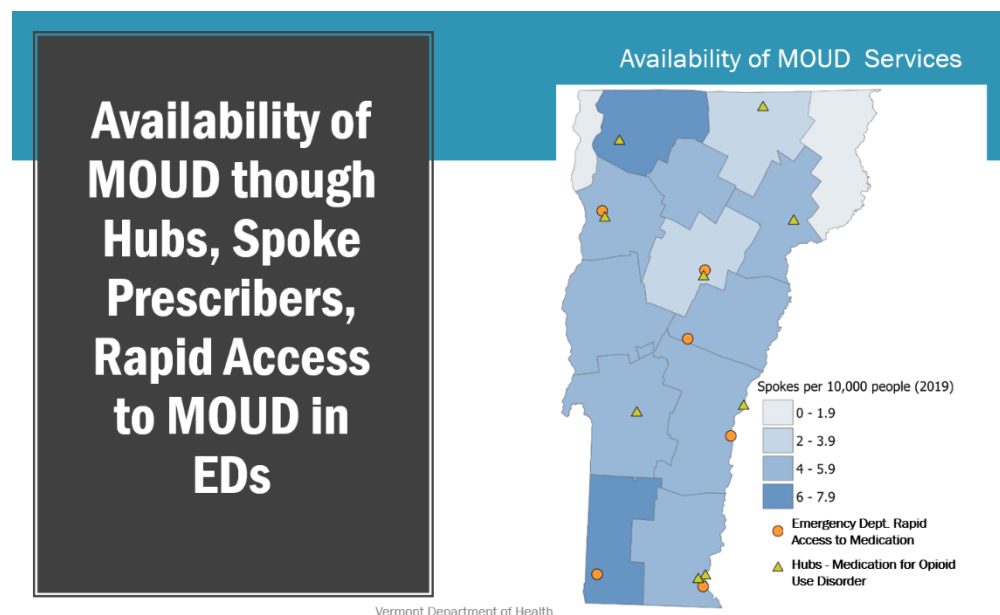 Availability of
MOUD though
Hubs, Spoke
Prescribers,
Rapid Access
to MOUD in
EDs
Availability of MOUD Services
Spokes per 10,000 people (2019)
0 - 1.9
2 - 3.9
4 - 5.9
6 - 7.9
Emergency Dept. Rapid
Access to Medication
Hubs - Medication for Opioid
Use Disorder
Vermont Department of Health